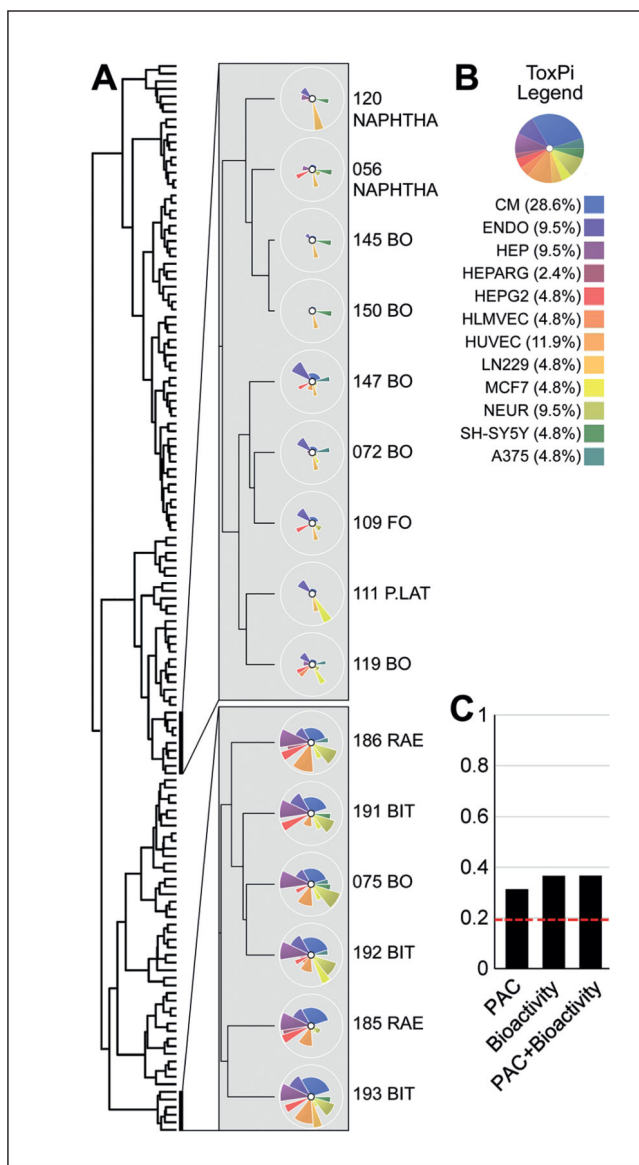 A
120
NAPHTHA
056
NAPHTHA
145 BO
150 BO
147 BO
072 BO
109 FO
111 P.LAT
119 BO
186 RAE
191 BIT
075 BO
192 BIT
185 RAE
193 BIT
B
ToxPi
Legend
CM (28.6%)
ENDO (9.5%)
HEP (9.5%)
HEPARG (2.4%)
HEPG2 (4.8%)
HLMVEC (4.8%)
HUVEC (11.9%)
LN229 (4.8%)
MCF7 (4.8%)
NEUR (9.5%)
SH-SY5Y (4.8%)
A375 (4.8%)
C
1
0.8
0.6
0.4
0.2
0
PAC
Bioactivity
PAC+Bioactivity